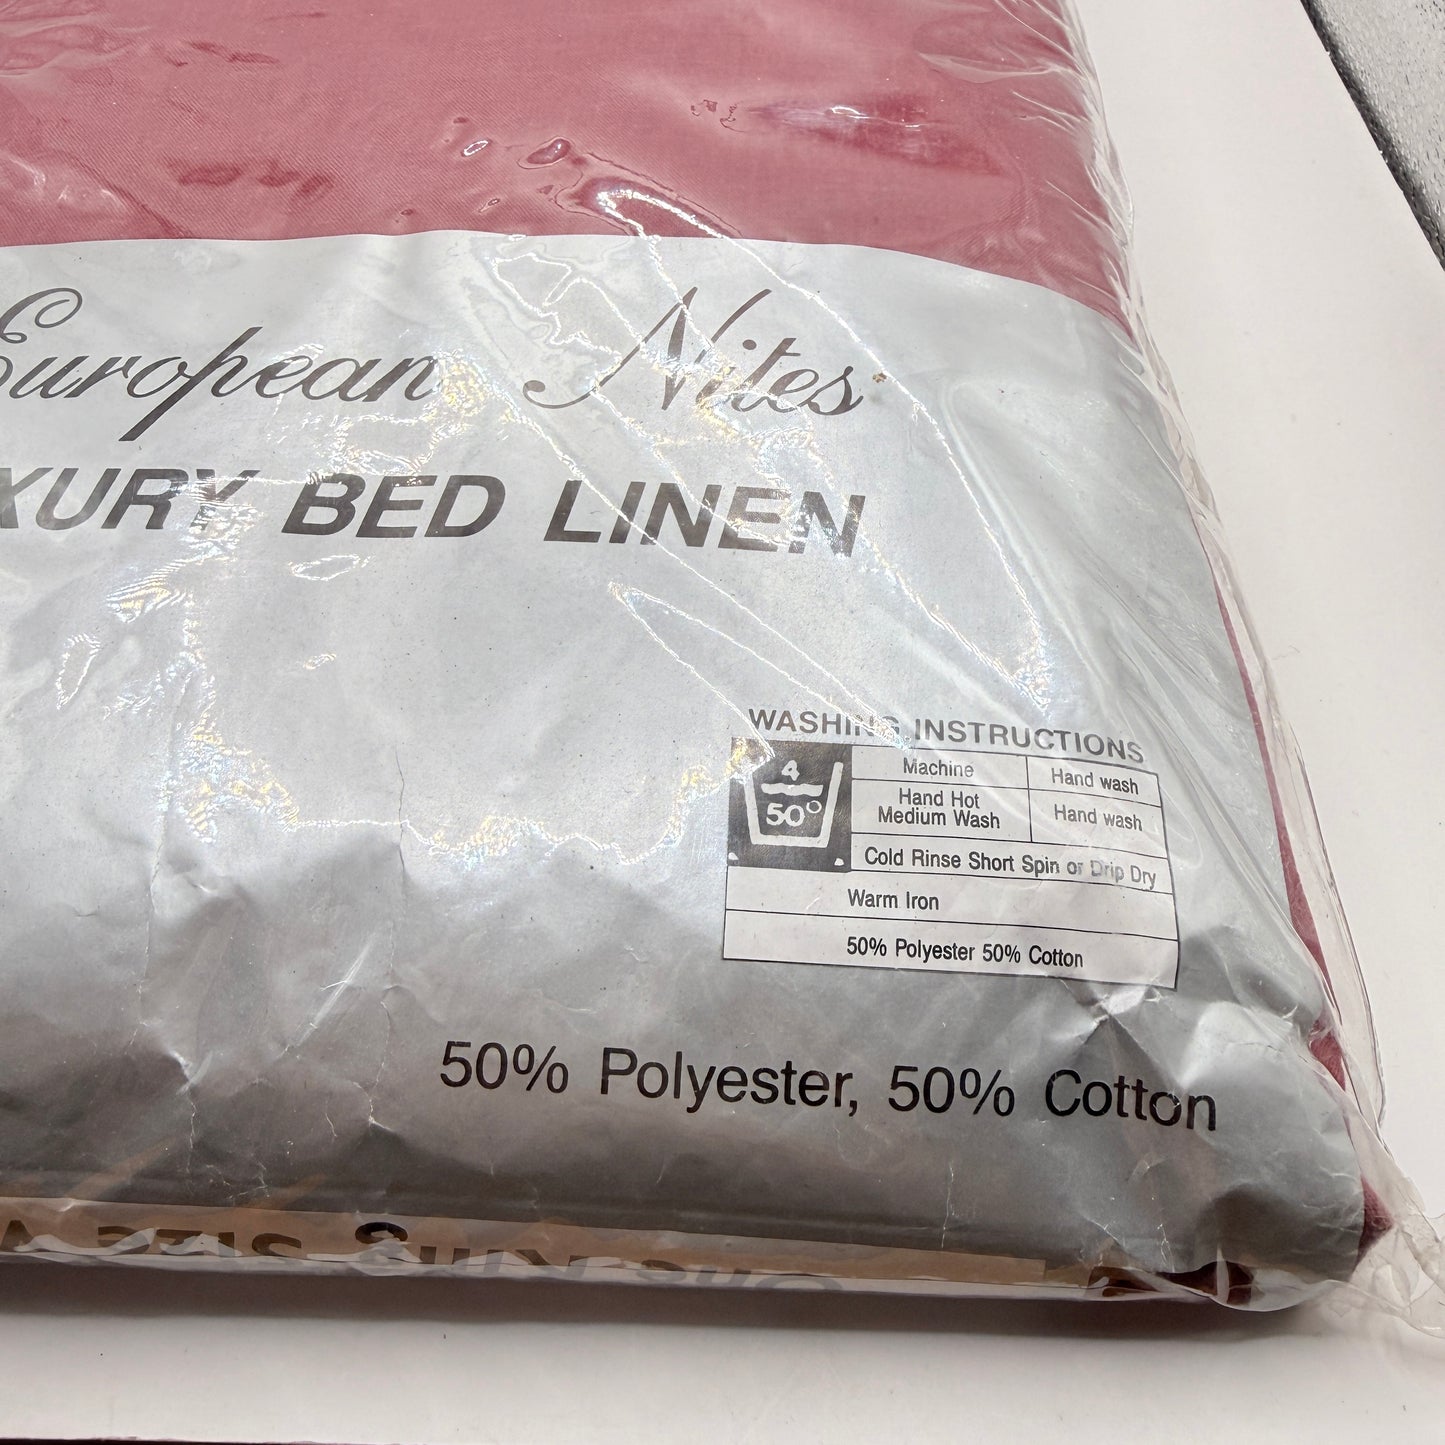 European Nites
XURY BED LINEN
WASHING INSTRUCTIONS
4
50°
Machine Hand wash
Hand Hot
Medium Wash Hand wash
Cold Rinse Short Spin or Drip Dry
Warm Iron
50% Polyester 50% Cotton
50% Polyester, 50% Cotton
SIZE